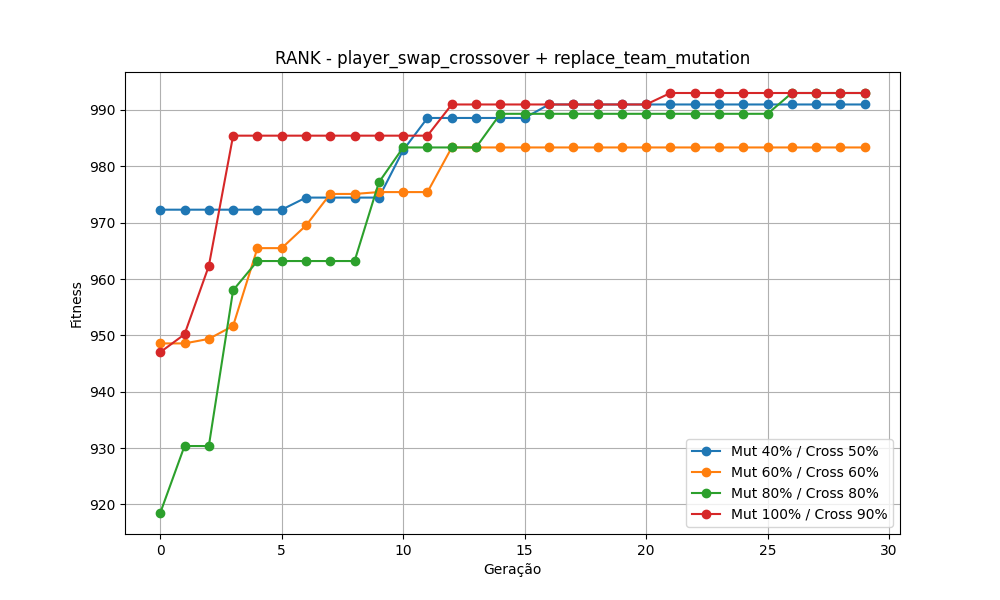 RANK - player_swap_crossover + replace_team_mutation
Fitness
990
980
970
960
950
940
930
920
0 5 10 15 20 25 30
Geração
Mut 40% / Cross 50%
Mut 60% / Cross 60%
Mut 80% / Cross 80%
Mut 100% / Cross 90%